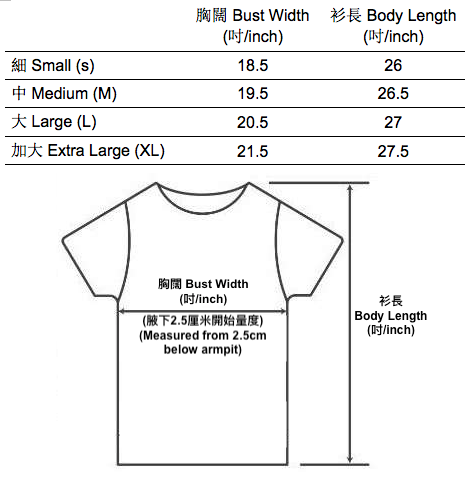 胸闊 Bust Width 衫長 Body Length
(吋/inch) (吋/inch)
細 Small (s) 18.5 26
中 Medium (M) 19.5 26.5
大 Large (L) 20.5 27
加大 Extra Large (XL) 21.5 27.5
胸闊 Bust Width
(吋/inch)
(腋下2.5厘米開始量度)
(Measured from 2.5cm
below armpit)
衫長
Body Length
(吋/inch)